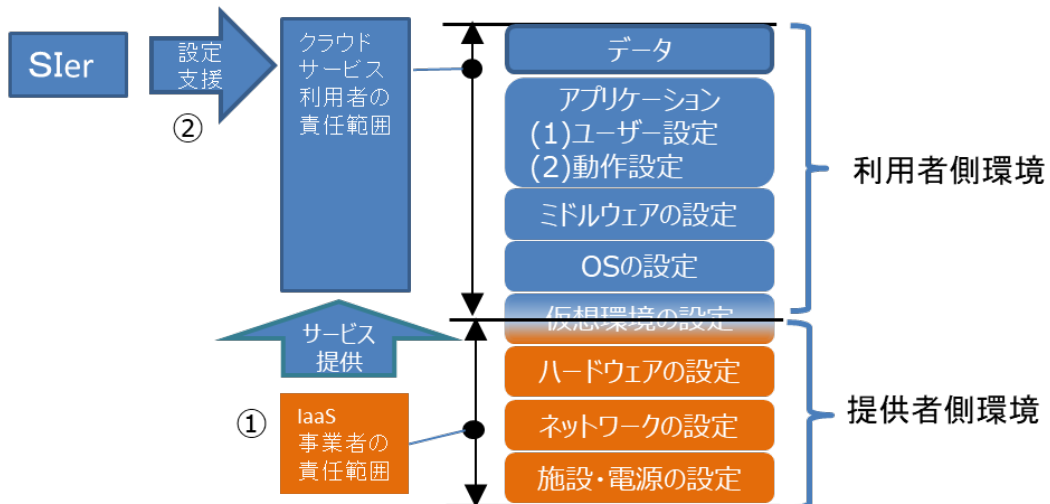 SIer
設定
支援
②
クラウド
サービス
利用者の
責任範囲
データ
アプリケーション
(1)ユーザー設定
(2)動作設定
ミドルウェアの設定
OSの設定
仮想環境の設定
利用者側環境
サービス
提供
①
IaaS
事業者の
責任範囲
ハードウェアの設定
ネットワークの設定
施設・電源の設定
提供者側環境